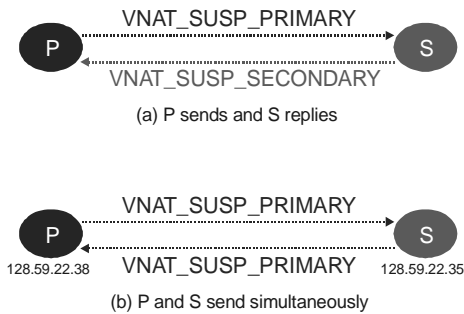 VNAT_SUSP_PRIMARY
P
S
VNAT_SUSP_SECONDARY
(a) P sends and S replies
VNAT_SUSP_PRIMARY
P
S
VNAT_SUSP_PRIMARY
128.59.22.38
128.59.22.35
(b) P and S send simultaneously